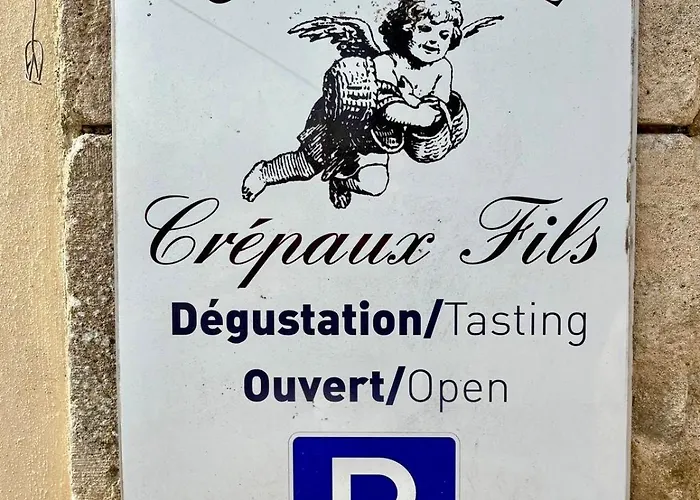 Crépaux Fils
Dégustation/Tasting
Ouvert/Open
P